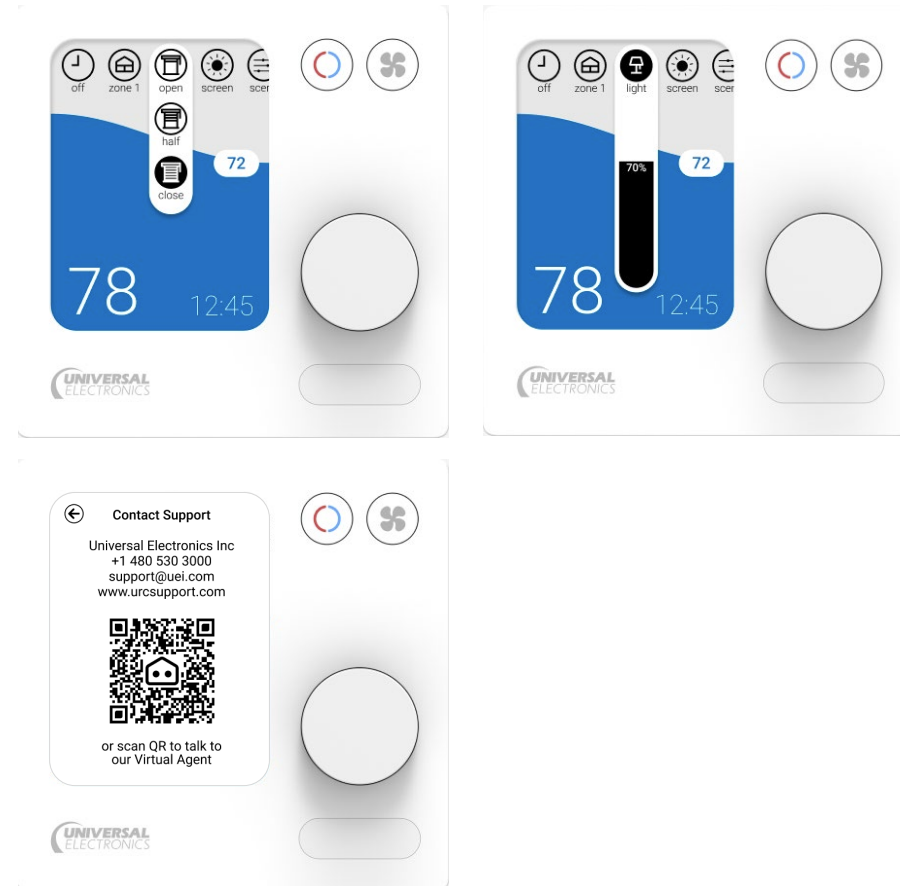 off
zone 1
open
screen
scer
half
close
72
78
12:45
UNIVERSAL
ELECTRONICS
off
zone 1
light
screen
scer
70%
72
78
12:45
UNIVERSAL
ELECTRONICS
Contact Support
Universal Electronics Inc
+1 480 530 3000
support@uei.com
www.urcsupport.com
or scan QR to talk to
our Virtual Agent
UNIVERSAL
ELECTRONICS